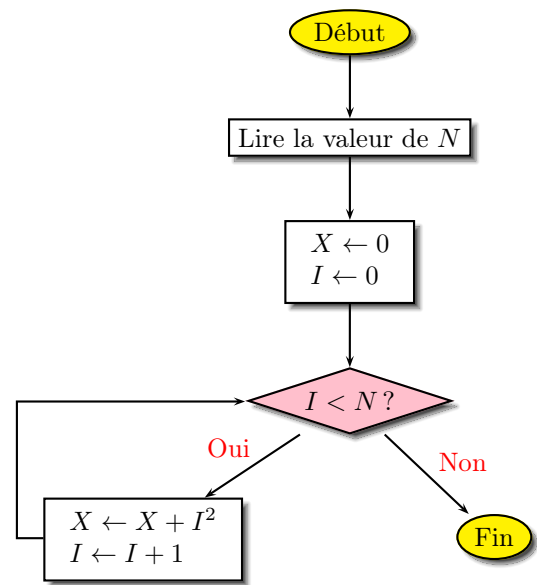 Début
Lire la valeur de N
X ← 0
I ← 0
I < N ?
Oui
Non
X ← X + I²
I ← I + 1
Fin